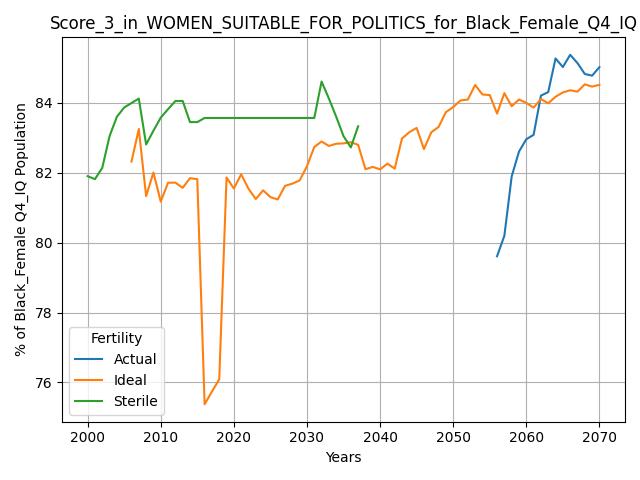 Score_3_in_WOMEN_SUITABLE_FOR_POLITICS_for_Black_Female_Q4_IQ
% of Black_Female Q4_IQ Population
84
82
80
78
76
Fertility
Actual
Ideal
Sterile
2000 2010 2020 2030 2040 2050 2060 2070
Years